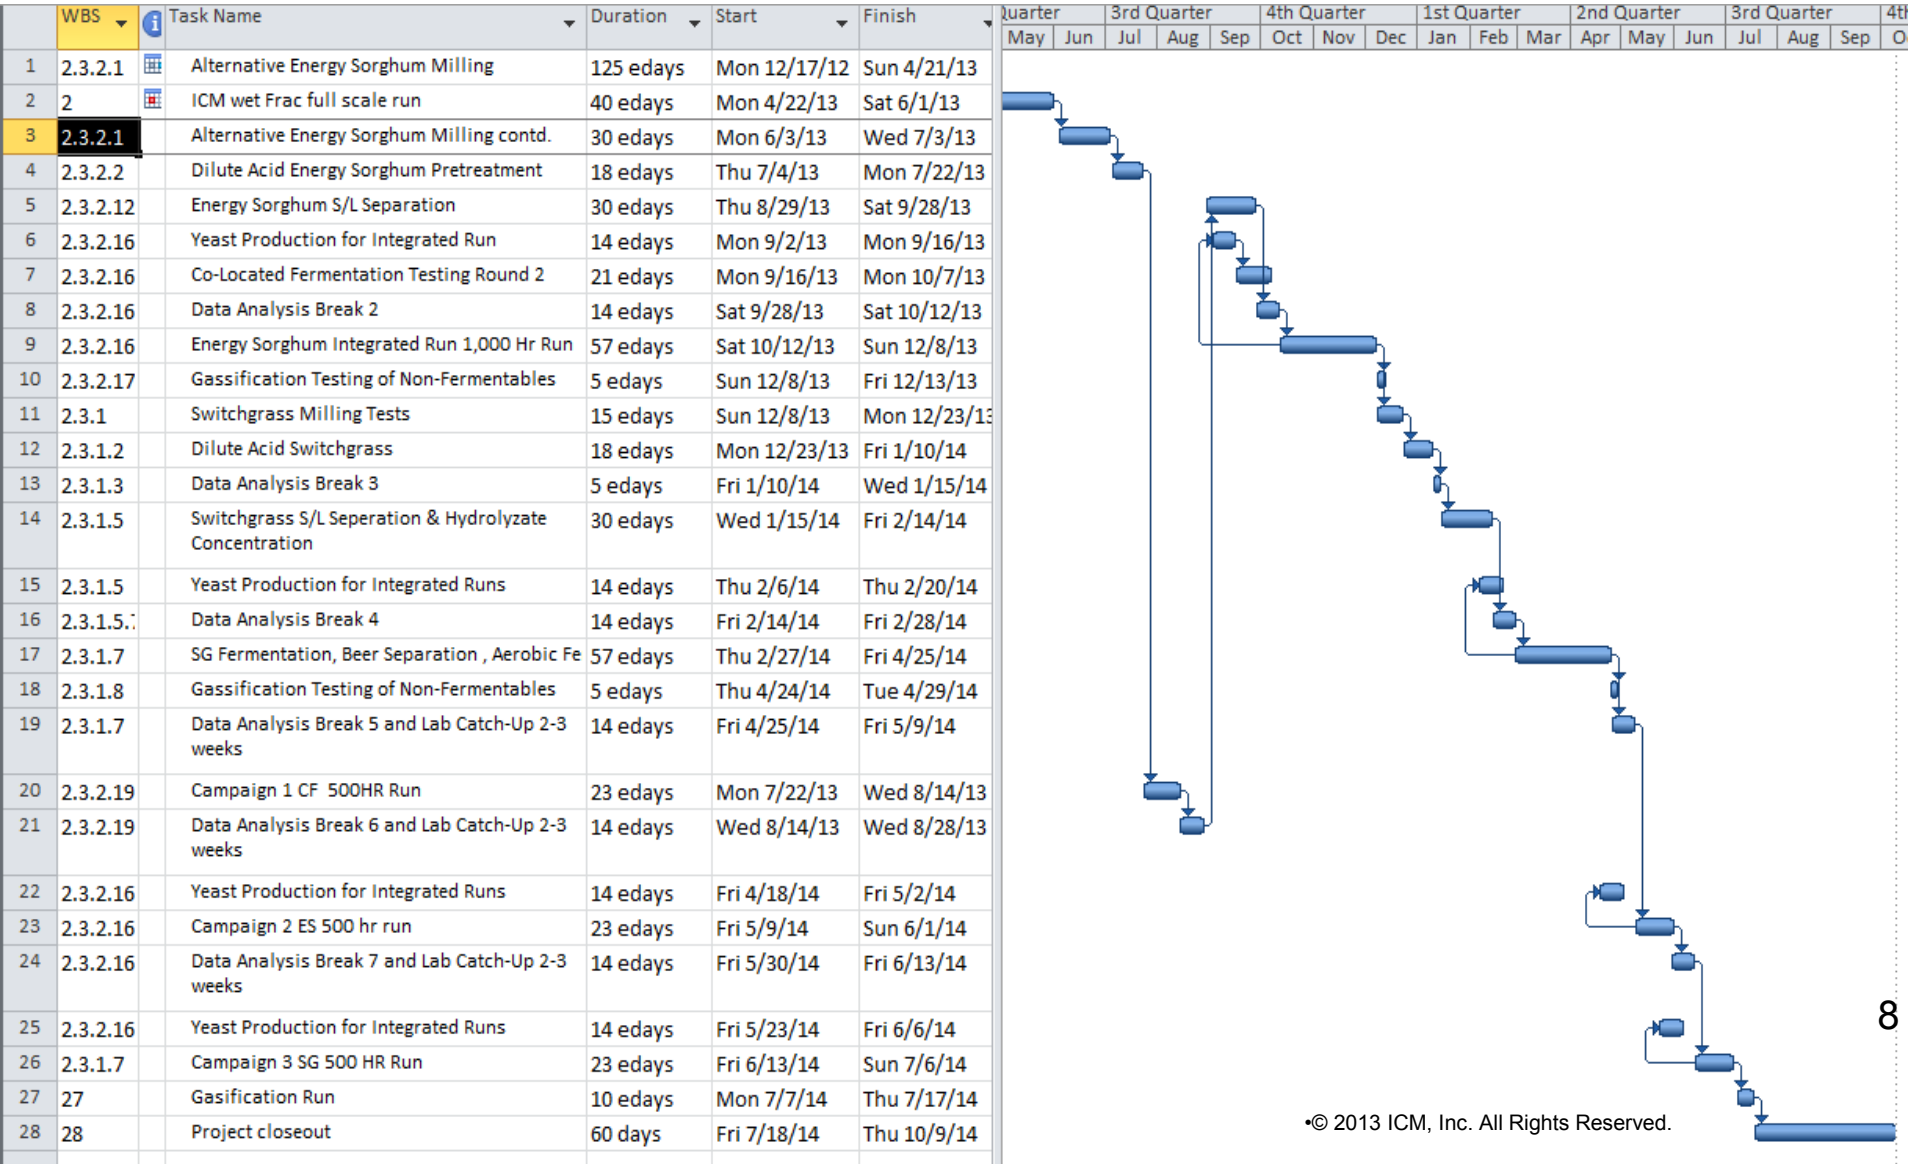 WBS Task Name Duration Start Finish Quarter 3rd Quarter 4th Quarter 1st Quarter 2nd Quarter 3rd Quarter 4th
May Jun Jul Aug Sep Oct Nov Dec Jan Feb Mar Apr May Jun Jul Aug Sep O
1 2.3.2.1 Alternative Energy Sorghum Milling 125 edays Mon 12/17/12 Sun 4/21/13
2 2 ICM wet Frac full scale run 40 edays Mon 4/22/13 Sat 6/1/13
3 2.3.2.1 Alternative Energy Sorghum Milling contd. 30 edays Mon 6/3/13 Wed 7/3/13
4 2.3.2.2 Dilute Acid Energy Sorghum Pretreatment 18 edays Thu 7/4/13 Mon 7/22/13
5 2.3.2.12 Energy Sorghum S/L Separation 30 edays Thu 8/29/13 Sat 9/28/13
6 2.3.2.16 Yeast Production for Integrated Run 14 edays Mon 9/2/13 Mon 9/16/13
7 2.3.2.16 Co-Located Fermentation Testing Round 2 21 edays Mon 9/16/13 Mon 10/7/13
8 2.3.2.16 Data Analysis Break 2 14 edays Sat 9/28/13 Sat 10/12/13
9 2.3.2.16 Energy Sorghum Integrated Run 1,000 Hr Run 57 edays Sat 10/12/13 Sun 12/8/13
10 2.3.2.17 Gassification Testing of Non-Fermentables 5 edays Sun 12/8/13 Fri 12/13/13
11 2.3.1 Switchgrass Milling Tests 15 edays Sun 12/8/13 Mon 12/23/13
12 2.3.1.2 Dilute Acid Switchgrass 18 edays Mon 12/23/13 Fri 1/10/14
13 2.3.1.3 Data Analysis Break 3 5 edays Fri 1/10/14 Wed 1/15/14
14 2.3.1.5 Switchgrass S/L Seperation & Hydrolyzate 30 edays Wed 1/15/14 Fri 2/14/14
Concentration
15 2.3.1.5 Yeast Production for Integrated Runs 14 edays Thu 2/6/14 Thu 2/20/14
16 2.3.1.5. Data Analysis Break 4 14 edays Fri 2/14/14 Fri 2/28/14
17 2.3.1.7 SG Fermentation, Beer Separation , Aerobic Fe 57 edays Thu 2/27/14 Fri 4/25/14
18 2.3.1.8 Gassification Testing of Non-Fermentables 5 edays Thu 4/24/14 Tue 4/29/14
19 2.3.1.7 Data Analysis Break 5 and Lab Catch-Up 2-3 14 edays Fri 4/25/14 Fri 5/9/14
weeks
20 2.3.2.19 Campaign 1 CF 500HR Run 23 edays Mon 7/22/13 Wed 8/14/13
21 2.3.2.19 Data Analysis Break 6 and Lab Catch-Up 2-3 14 edays Wed 8/14/13 Wed 8/28/13
weeks
22 2.3.2.16 Yeast Production for Integrated Runs 14 edays Fri 4/18/14 Fri 5/2/14
23 2.3.2.16 Campaign 2 ES 500 hr run 23 edays Fri 5/9/14 Sun 6/1/14
24 2.3.2.16 Data Analysis Break 7 and Lab Catch-Up 2-3 14 edays Fri 5/30/14 Fri 6/13/14
weeks
8
25 2.3.2.16 Yeast Production for Integrated Runs 14 edays Fri 5/23/14 Fri 6/6/14
26 2.3.1.7 Campaign 3 SG 500 HR Run 23 edays Fri 6/13/14 Sun 7/6/14
27 27 Gasification Run 10 edays Mon 7/7/14 Thu 7/17/14
•© 2013 ICM, Inc. All Rights Reserved.
28 28 Project closeout 60 days Fri 7/18/14 Thu 10/9/14